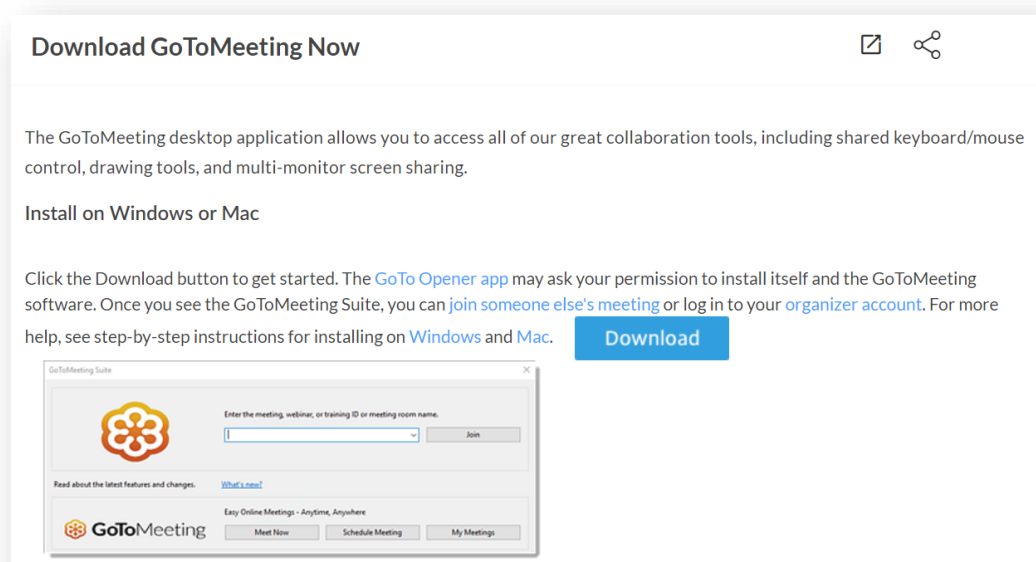 Download GoToMeeting Now
The GoToMeeting desktop application allows you to access all of our great collaboration tools, including shared keyboard/mouse
control, drawing tools, and multi-monitor screen sharing.
Install on Windows or Mac
Click the Download button to get started. The GoTo Opener app may ask your permission to install itself and the GoToMeeting
software. Once you see the GoToMeeting Suite, you can join someone else's meeting or log in to your organizer account. For more
help, see step-by-step instructions for installing on Windows and Mac. Download
GoToMeeting Suite
Enter the meeting, webinar, or training ID or meeting room name.
Join
Read about the latest features and changes. What's new?
Easy Online Meetings - Anytime, Anywhere
GoToMeeting Meet Now Schedule Meeting My Meetings